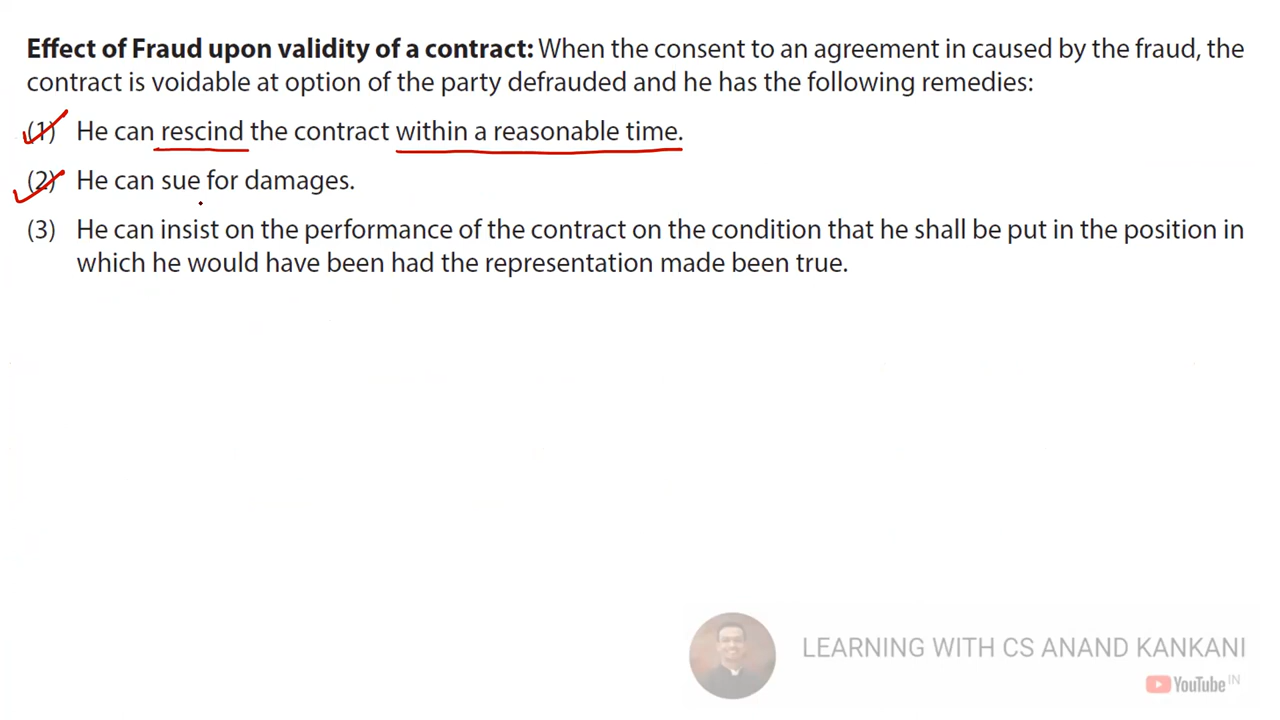 Effect of Fraud upon validity of a contract: When the consent to an agreement in caused by the fraud, the
contract is voidable at option of the party defrauded and he has the following remedies:
(1) He can rescind the contract within a reasonable time.
(2) He can sue for damages.
(3) He can insist on the performance of the contract on the condition that he shall be put in the position in
which he would have been had the representation made been true.
LEARNING WITH CS ANAND KANKANI
YouTube IN